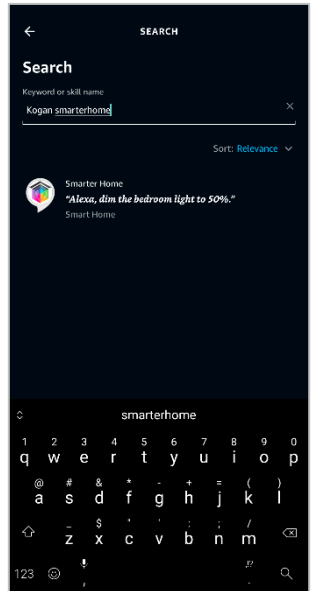 SEARCH
Search
Keyword or skill name
Kogan smarterhome
Sort: Relevance
Smarter Home
"Alexa, dim the bedroom light to 50%."
Smart Home
smarterhome
1 2 3 4 5 6 7 8 9 0
q w e r t y u i o p
@ # & * - + = ( )
a s d f g h j k l
_ $ " ' : ; /
z x c v b n m
123 , .!?